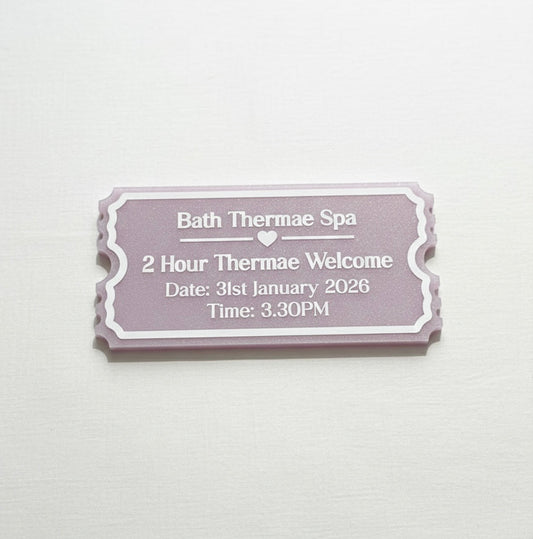 Bath Thermae Spa
2 Hour Thermae Welcome
Date: 31st January 2026
Time: 3.30PM